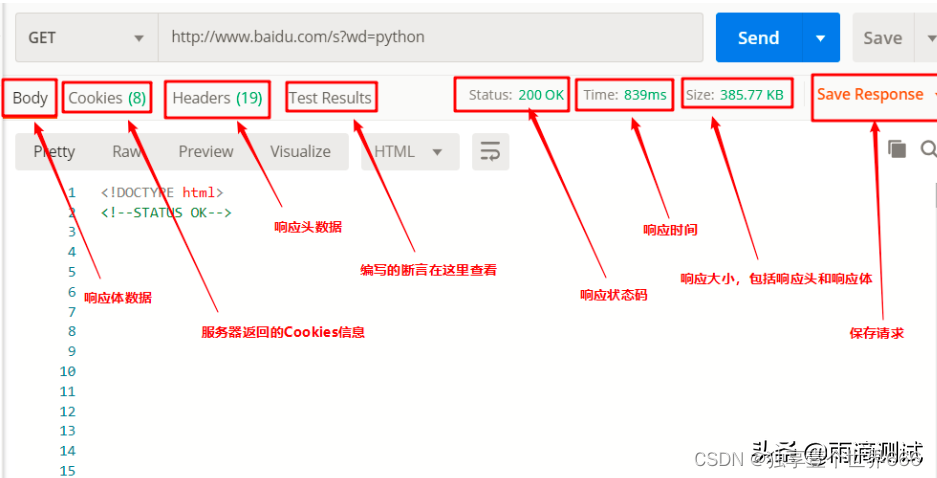 GET http://www.baidu.com/s?wd=python Send Save
Body Cookies (8) Headers (19) Test Results Status: 200 OK Time: 839ms Size: 385.77 KB Save Response
Pretty Raw Preview Visualize HTML
1 <!DOCTYPE html>
2 <!--STATUS OK-->
3
响应头数据
响应时间
4
编写的断言在这里查看
5
响应大小，包括响应头和响应体
6
响应体数据
响应状态码
7
8
服务器返回的Cookies信息
保存请求
9
10
11
12
13
14
头条 @雨滴测试
CSDN
15